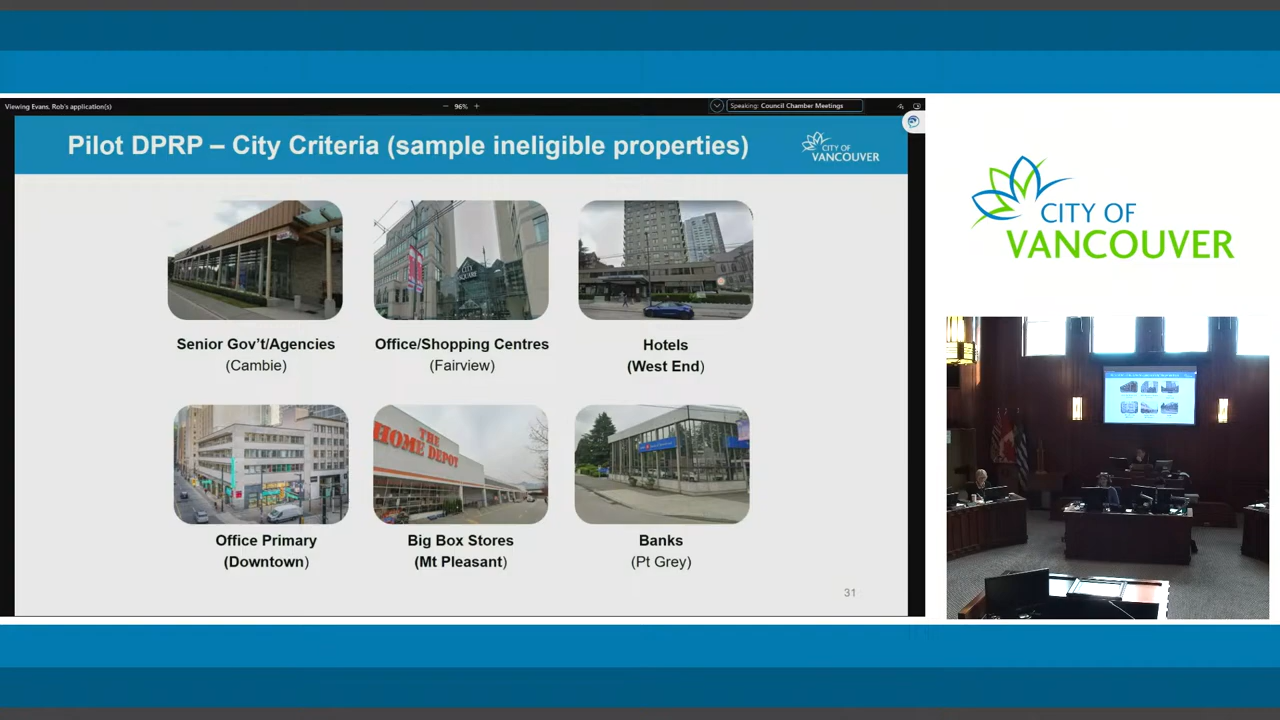 Viewing Evans, Rob's application(s)
− 96% +
Speaking: Council Chamber Meetings
Pilot DPRP – City Criteria (sample ineligible properties)
CITY OF
VANCOUVER
CITY
SQUARE
Senior Gov't/Agencies
(Cambie)
Office/Shopping Centres
(Fairview)
Hotels
(West End)
THE
HOME DEPOT
Office Primary
(Downtown)
Big Box Stores
(Mt Pleasant)
Banks
(Pt Grey)
31
CITY OF
VANCOUVER